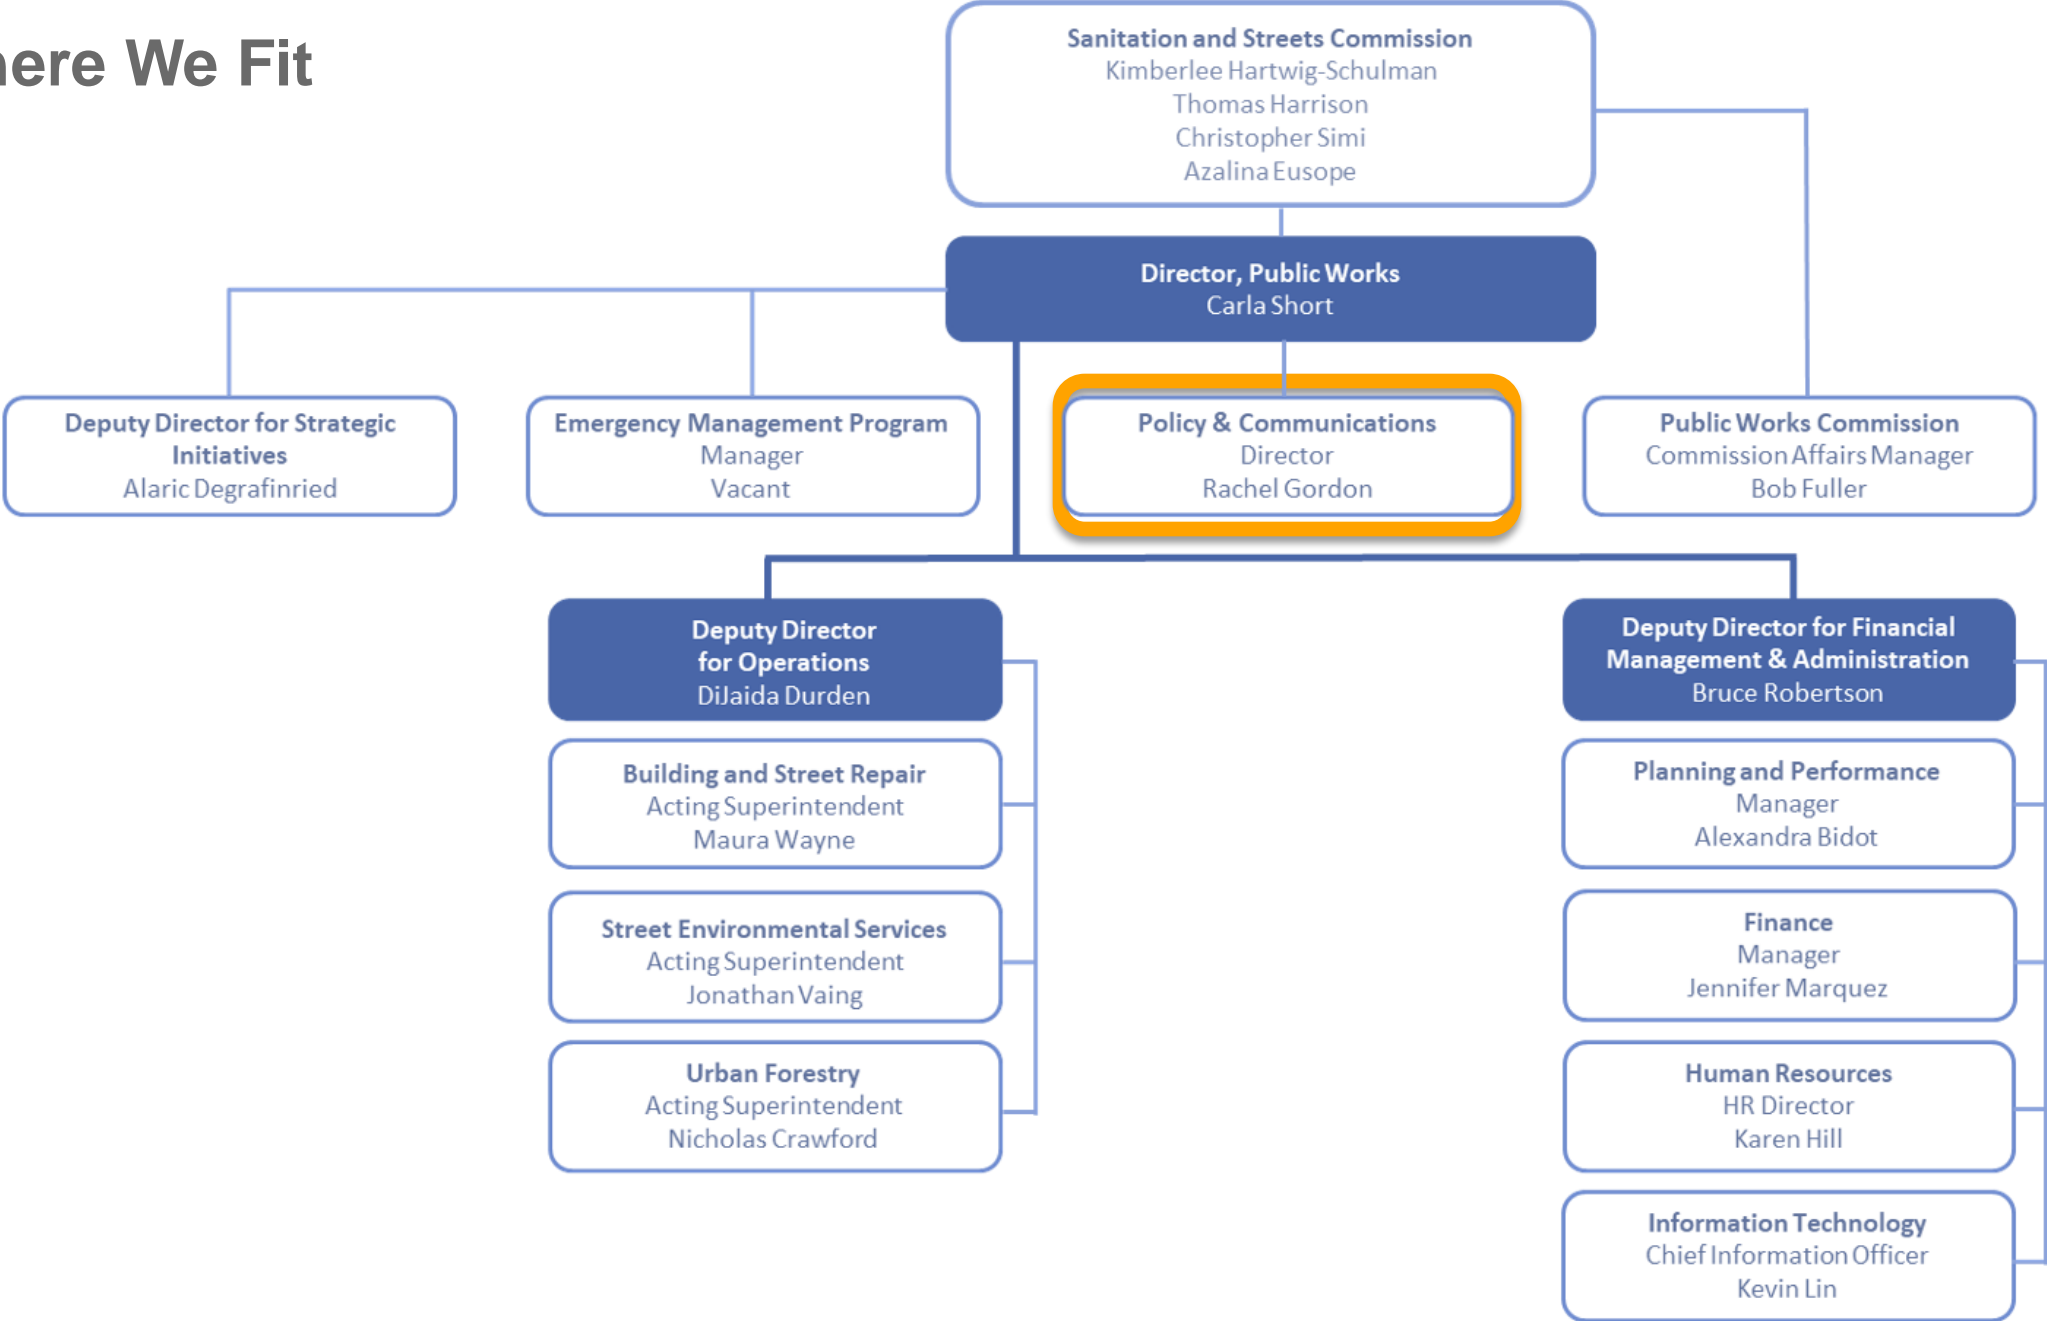 We Fit
Sanitation and Streets Commission
Kimberlee Hartwig-Schulman
Thomas Harrison
Christopher Simi
Azalina Eusope
Director, Public Works
Carla Short
Deputy Director for Strategic
Initiatives
Alaric Degrafinried
Emergency Management Program
Manager
Vacant
Policy & Communications
Director
Rachel Gordon
Public Works Commission
Commission Affairs Manager
Bob Fuller
Deputy Director
for Operations
DiJaida Durden
Building and Street Repair
Acting Superintendent
Maura Wayne
Street Environmental Services
Acting Superintendent
Jonathan Vaing
Urban Forestry
Acting Superintendent
Nicholas Crawford
Deputy Director for Financial
Management & Administration
Bruce Robertson
Planning and Performance
Manager
Alexandra Bidot
Finance
Manager
Jennifer Marquez
Human Resources
HR Director
Karen Hill
Information Technology
Chief Information Officer
Kevin Lin